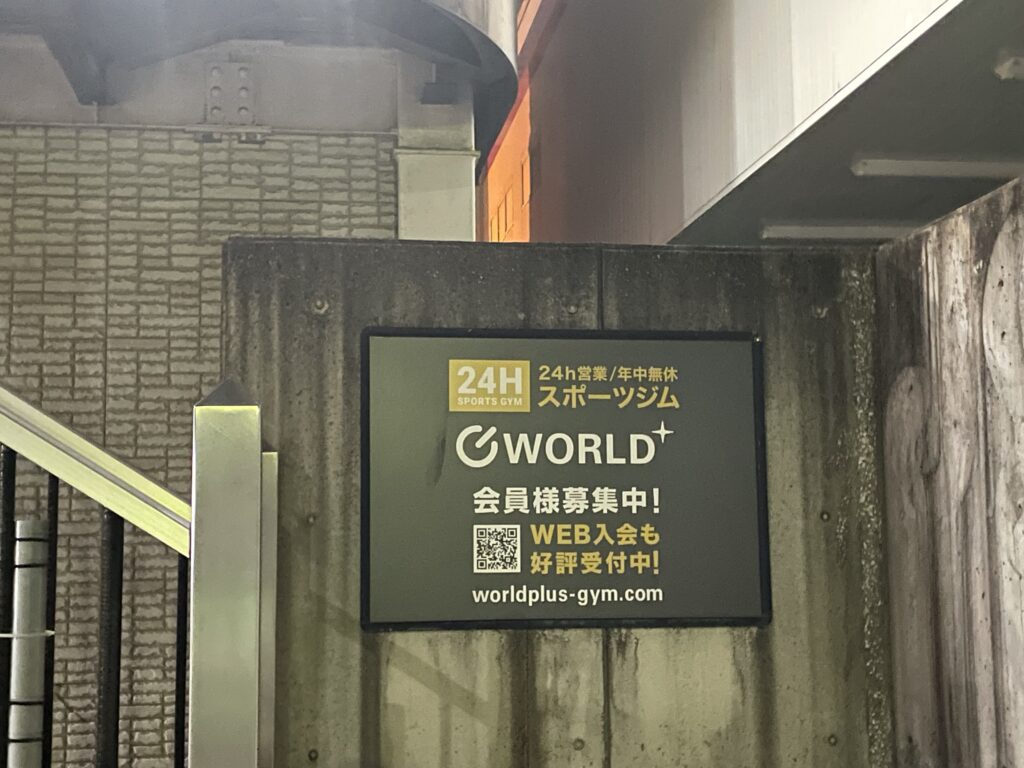 24H
SPORTS GYM
24h営業/年中無休
スポーツジム
WORLD+
会員様募集中!
WEB入会も
好評受付中!
worldplus-gym.com